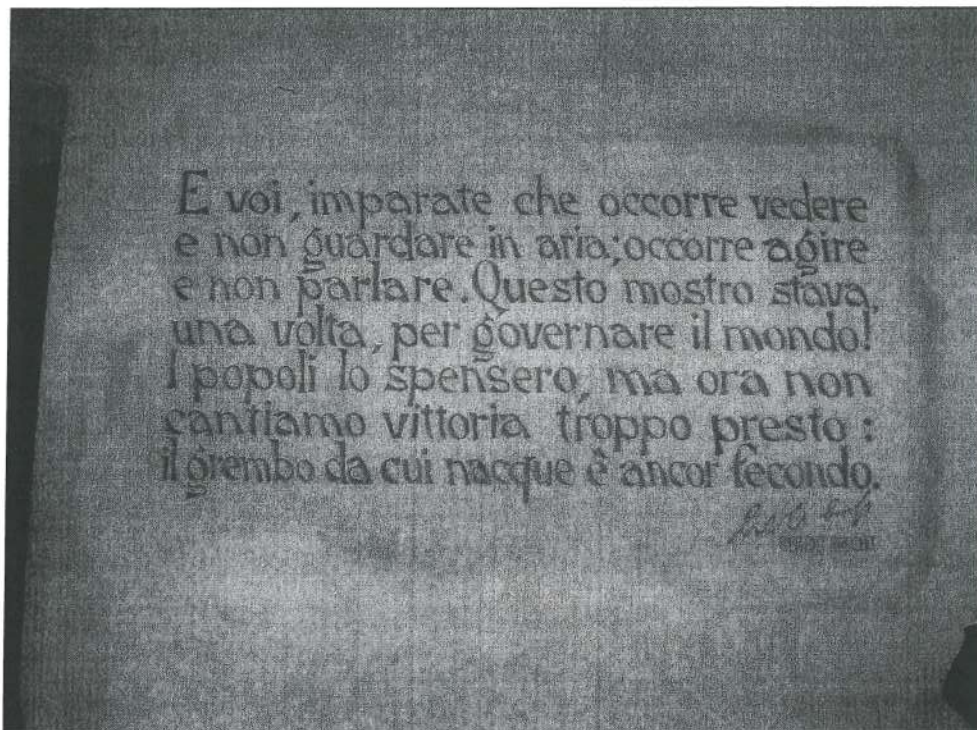 E voi, imparate che occorre vedere
e non guardare in aria; occorre agire
e non parlare. Questo mostro stava,
una volta, per governare il mondo!
I popoli lo spensero, ma ora non
cantiamo vittoria troppo presto:
il grembo da cui nacque è ancor fecondo.